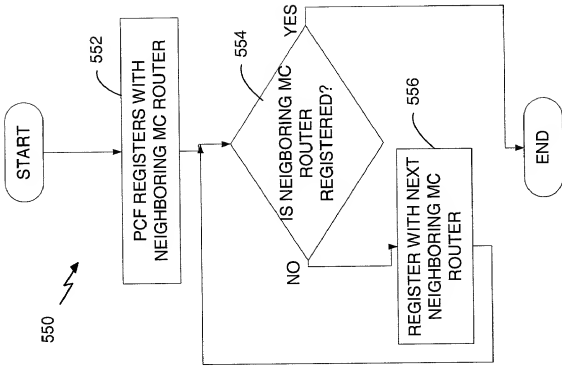 550
START
552
PCF REGISTERS WITH
NEIGHBORING MC ROUTER
554
IS NEIGBORING MC
ROUTER
REGISTERED?
YES
NO
556
REGISTER WITH NEXT
NEIGHBORING MC
ROUTER
END